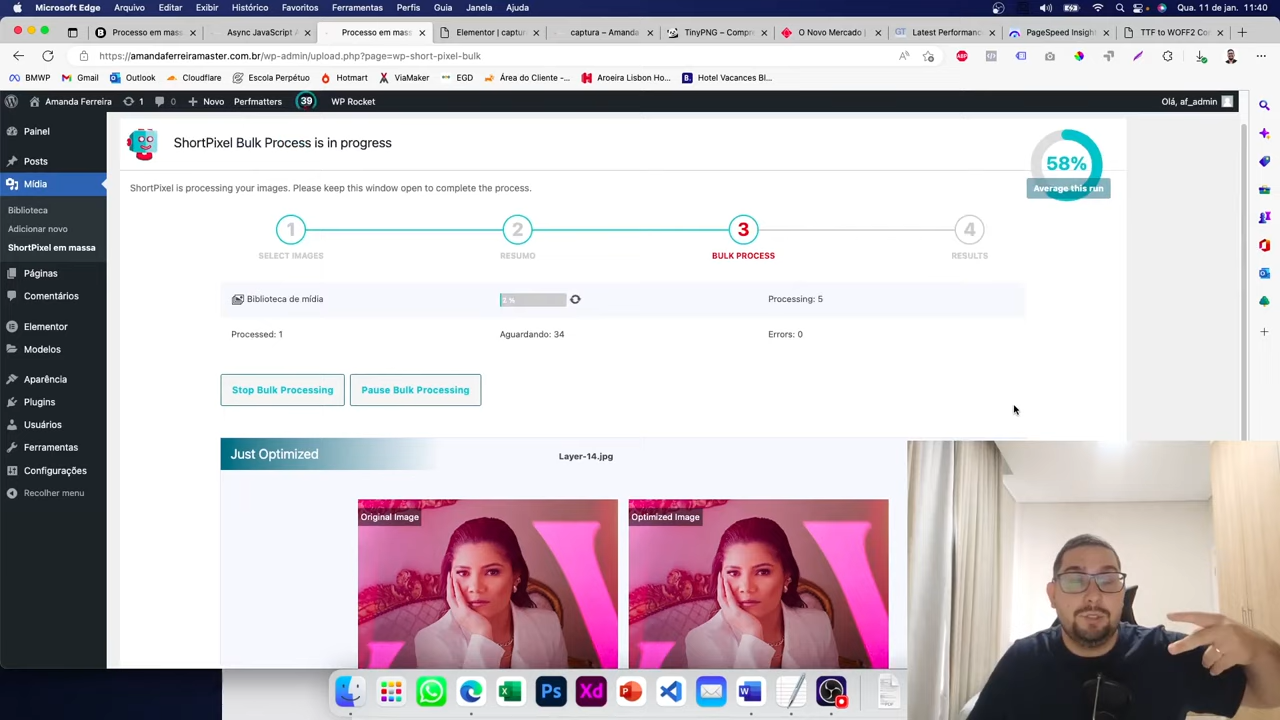 Microsoft Edge Arquivo Editar Exibir Histórico Favoritos Ferramentas Perfis Guia Janela Ajuda Qua. 11 de jan. 11:40
Processo em mass Async JavaScript A Processo em mass Elementor | captur captura – Amanda TinyPNG – Compre O Novo Mercado | Latest Performanc PageSpeed Insight TTF to WOFF2 Con
https://amandaferreiramaster.com.br/wp-admin/upload.php?page=wp-short-pixel-bulk
BMWP Gmail Outlook Cloudflare Escola Perpétuo Hotmart ViaMaker EGD Área do Cliente -... Aroeira Lisbon Ho... Hotel Vacances Bl...
Amanda Ferreira 1 0 Novo Perfmatters 39 WP Rocket Olá, af_admin
Painel
Posts
Mídia
Biblioteca
Adicionar novo
ShortPixel em massa
Páginas
Comentários
Elementor
Modelos
Aparência
Plugins
Usuários
Ferramentas
Configurações
Recolher menu
ShortPixel Bulk Process is in progress
58%
Average this run
ShortPixel is processing your images. Please keep this window open to complete the process.
1 2 3 4
SELECT IMAGES RESUMO BULK PROCESS RESULTS
Biblioteca de mídia 2 % Processing: 5
Processed: 1 Aguardando: 34 Errors: 0
Stop Bulk Processing Pause Bulk Processing
Just Optimized Layer-14.jpg
Original Image Optimized Image